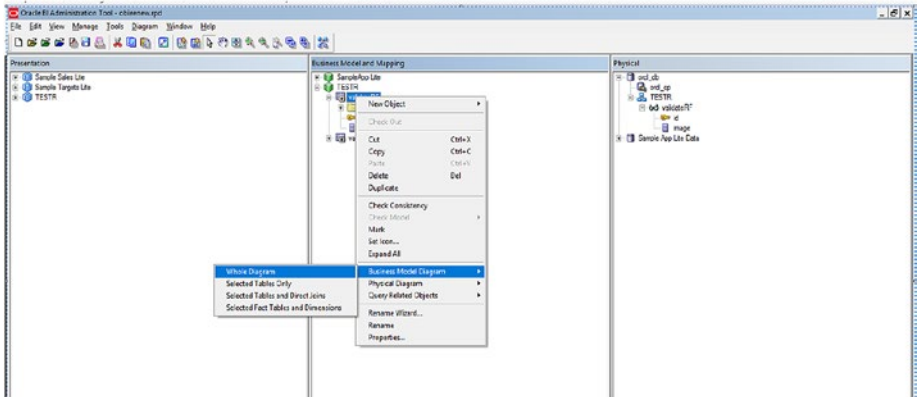 Oracle BI Administration Tool - obieenew.rpd
File Edit View Manage Tools Diagram Window Help
Presentation
Sample Sales Lite
Sample Targets Lite
TESTR
Business Model and Mapping
SampleApp Lite
TESTR
New Object
Check Out
Cut Ctrl+X
Copy Ctrl+C
Paste Ctrl+V
Delete Del
Duplicate
Check Consistency
Check Model
Mark
Set Icon...
Expand All
Business Model Diagram
Physical Diagram
Query Related Objects
Rename Wizard...
Rename
Properties...
Whole Diagram
Selected Tables Only
Selected Tables and Direct Joins
Selected Fact Tables and Dimensions
Physical
orcl_db
orcl_cp
TESTR
validateRF
id
image
Sample App Lite Data